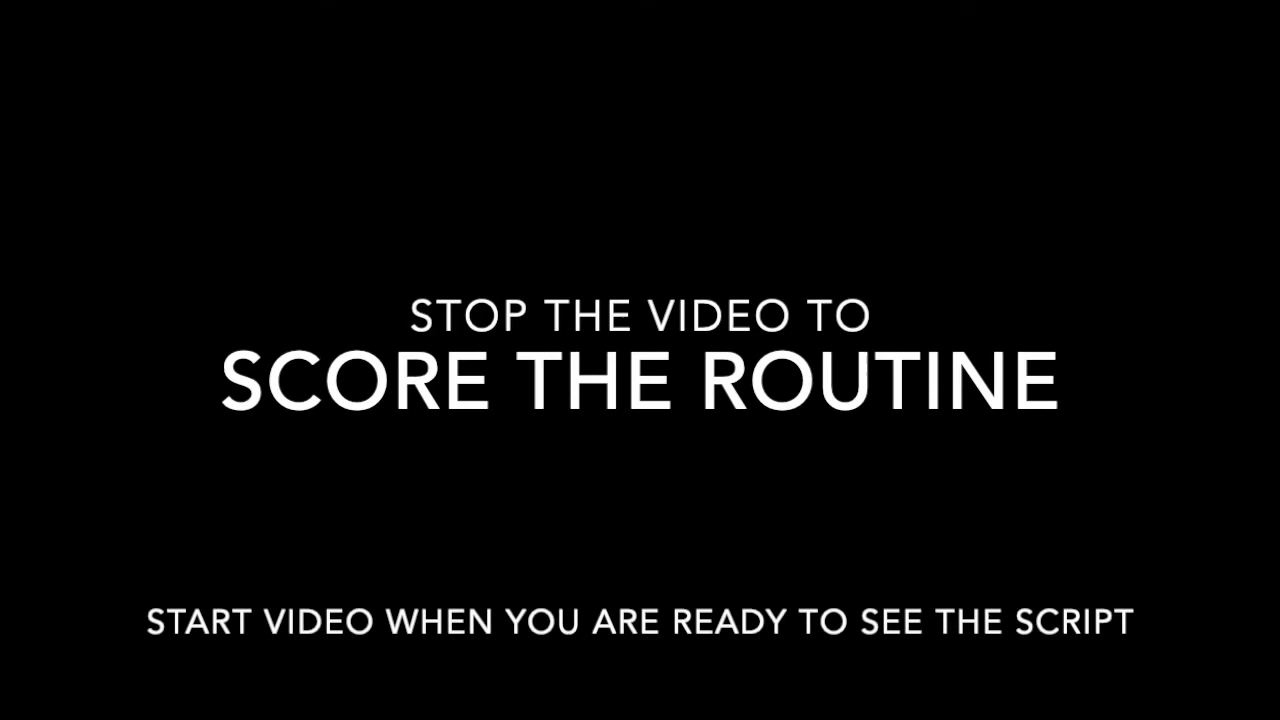 STOP THE VIDEO TO
SCORE THE ROUTINE
START VIDEO WHEN YOU ARE READY TO SEE THE SCRIPT